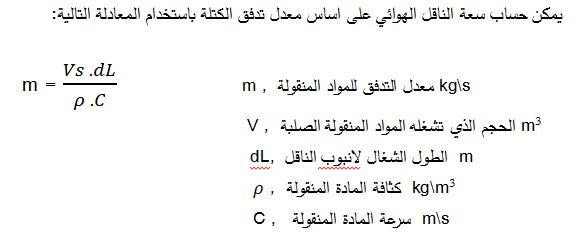 يمكن حساب سعة الناقل الهوائي على اساس معدل تدفق الكتلة باستخدام المعادلة التالية:
m = Vs .dL / ρ .C
m , معدل التدفق للمواد المنقولة kg\s
V , الحجم الذي تشغله المواد المنقولة الصلبة m³
dL, الطول الشغال لانبوب الناقل m
ρ , كثافة المادة المنقولة kg\m³
C , سرعة المادة المنقولة m\s